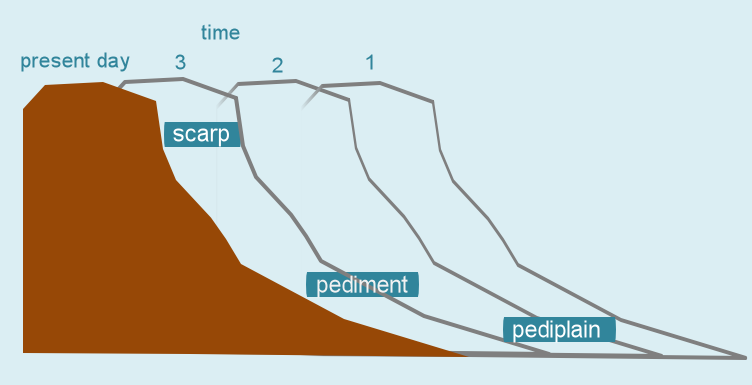 time
present day
3
2
1
scarp
pediment
pediplain